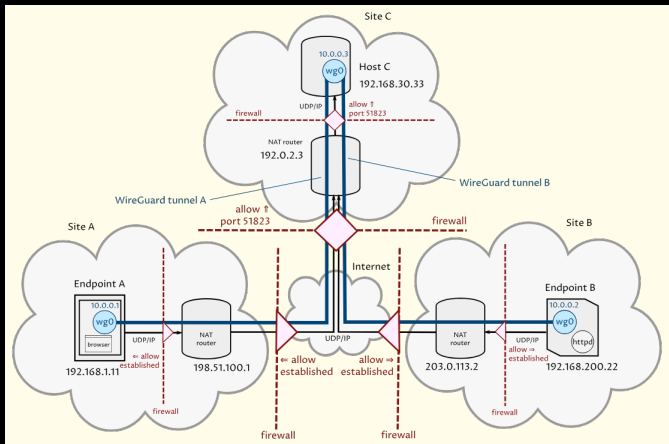 Site C
10.0.0.3
wg0
Host C
192.168.30.33
UDP/IP
allow ⇑
port 51823
firewall
NAT router
192.0.2.3
WireGuard tunnel B
WireGuard tunnel A
allow ⇑
port 51823
firewall
Site A
Site B
Internet
Endpoint A
10.0.0.1
wg0
browser
UDP/IP
192.168.1.11
⇐ allow
established
firewall
NAT
router
198.51.100.1
⇐ allow
established
firewall
UDP/IP
allow ⇒
established
firewall
NAT
router
203.0.113.2
allow ⇒
established
firewall
UDP/IP
Endpoint B
10.0.0.2
wg0
httpd
192.168.200.22